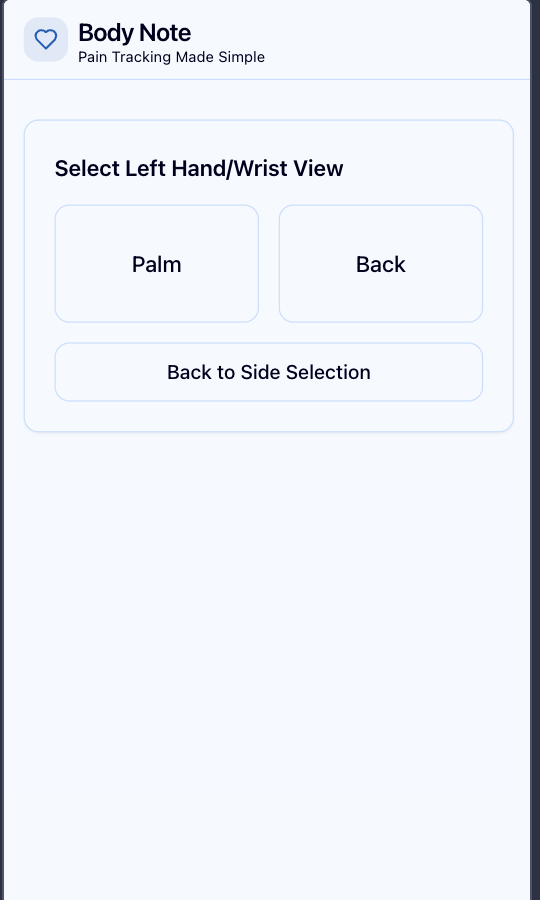 Body Note
Pain Tracking Made Simple
Select Left Hand/Wrist View
Palm
Back
Back to Side Selection